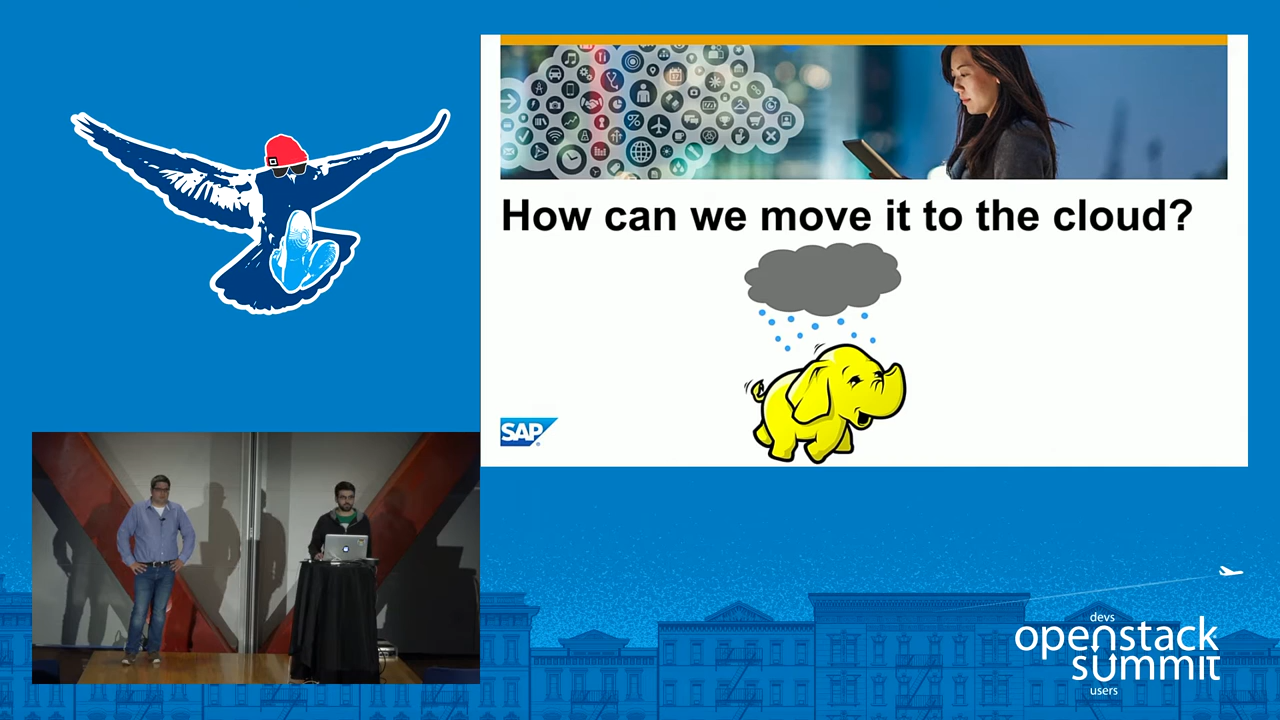 How can we move it to the cloud?
SAP
devs
openstack
summit
users